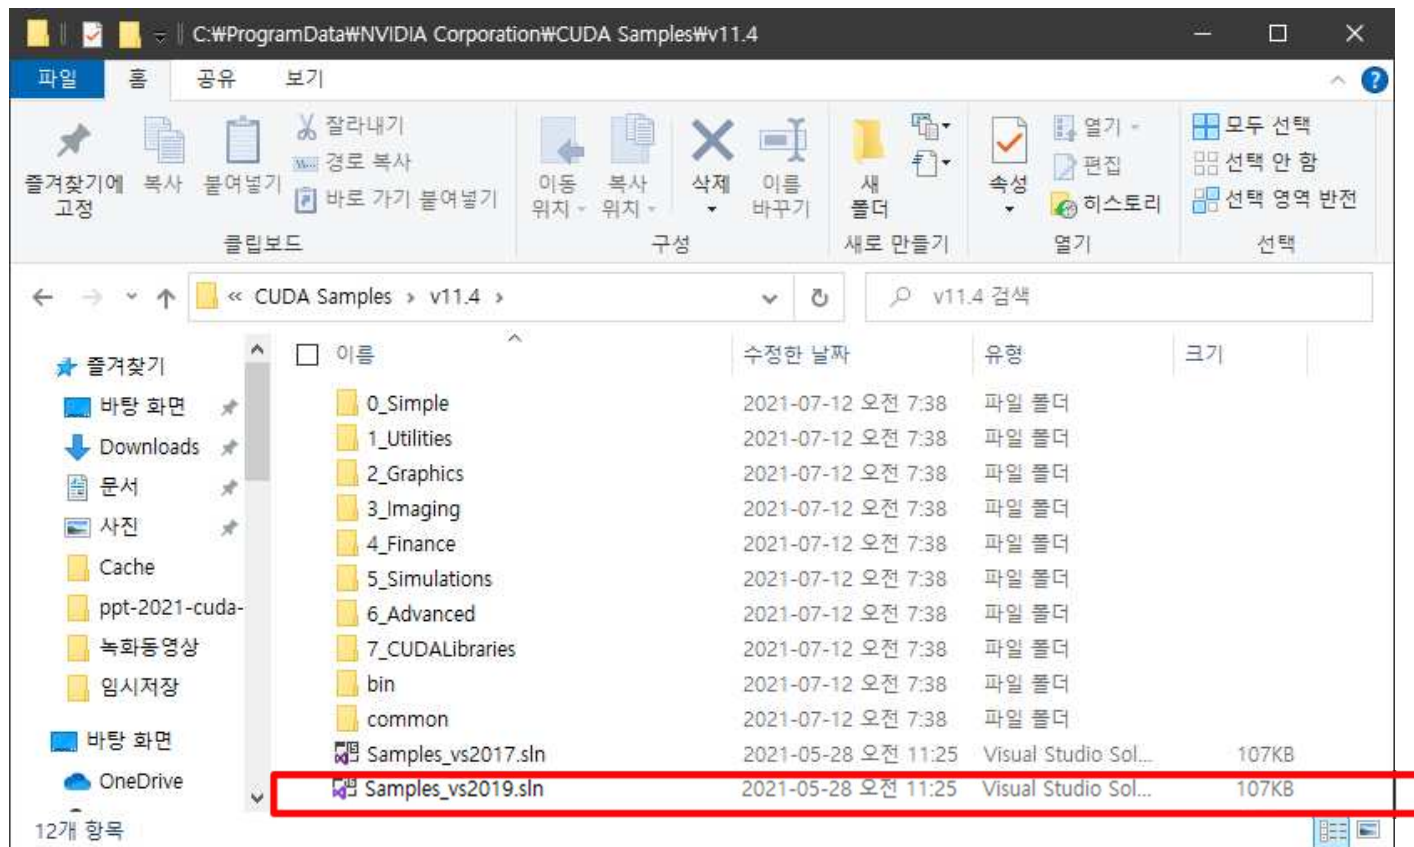 C:₩ProgramData₩NVIDIA Corporation₩CUDA Samples₩v11.4
파일 홈 공유 보기
즐겨찾기에 고정
복사
붙여넣기
잘라내기
경로 복사
바로 가기 붙여넣기
클립보드
이동 위치
복사 위치
삭제
이름 바꾸기
구성
새 폴더
새로 만들기
속성
열기
편집
히스토리
열기
모두 선택
선택 안 함
선택 영역 반전
선택
« CUDA Samples › v11.4 ›
v11.4 검색
즐겨찾기
바탕 화면
Downloads
문서
사진
Cache
ppt-2021-cuda-
녹화동영상
임시저장
바탕 화면
OneDrive
이름 수정한 날짜 유형 크기
0_Simple 2021-07-12 오전 7:38 파일 폴더
1_Utilities 2021-07-12 오전 7:38 파일 폴더
2_Graphics 2021-07-12 오전 7:38 파일 폴더
3_Imaging 2021-07-12 오전 7:38 파일 폴더
4_Finance 2021-07-12 오전 7:38 파일 폴더
5_Simulations 2021-07-12 오전 7:38 파일 폴더
6_Advanced 2021-07-12 오전 7:38 파일 폴더
7_CUDALibraries 2021-07-12 오전 7:38 파일 폴더
bin 2021-07-12 오전 7:38 파일 폴더
common 2021-07-12 오전 7:38 파일 폴더
Samples_vs2017.sln 2021-05-28 오전 11:25 Visual Studio Sol... 107KB
Samples_vs2019.sln 2021-05-28 오전 11:25 Visual Studio Sol... 107KB
12개 항목